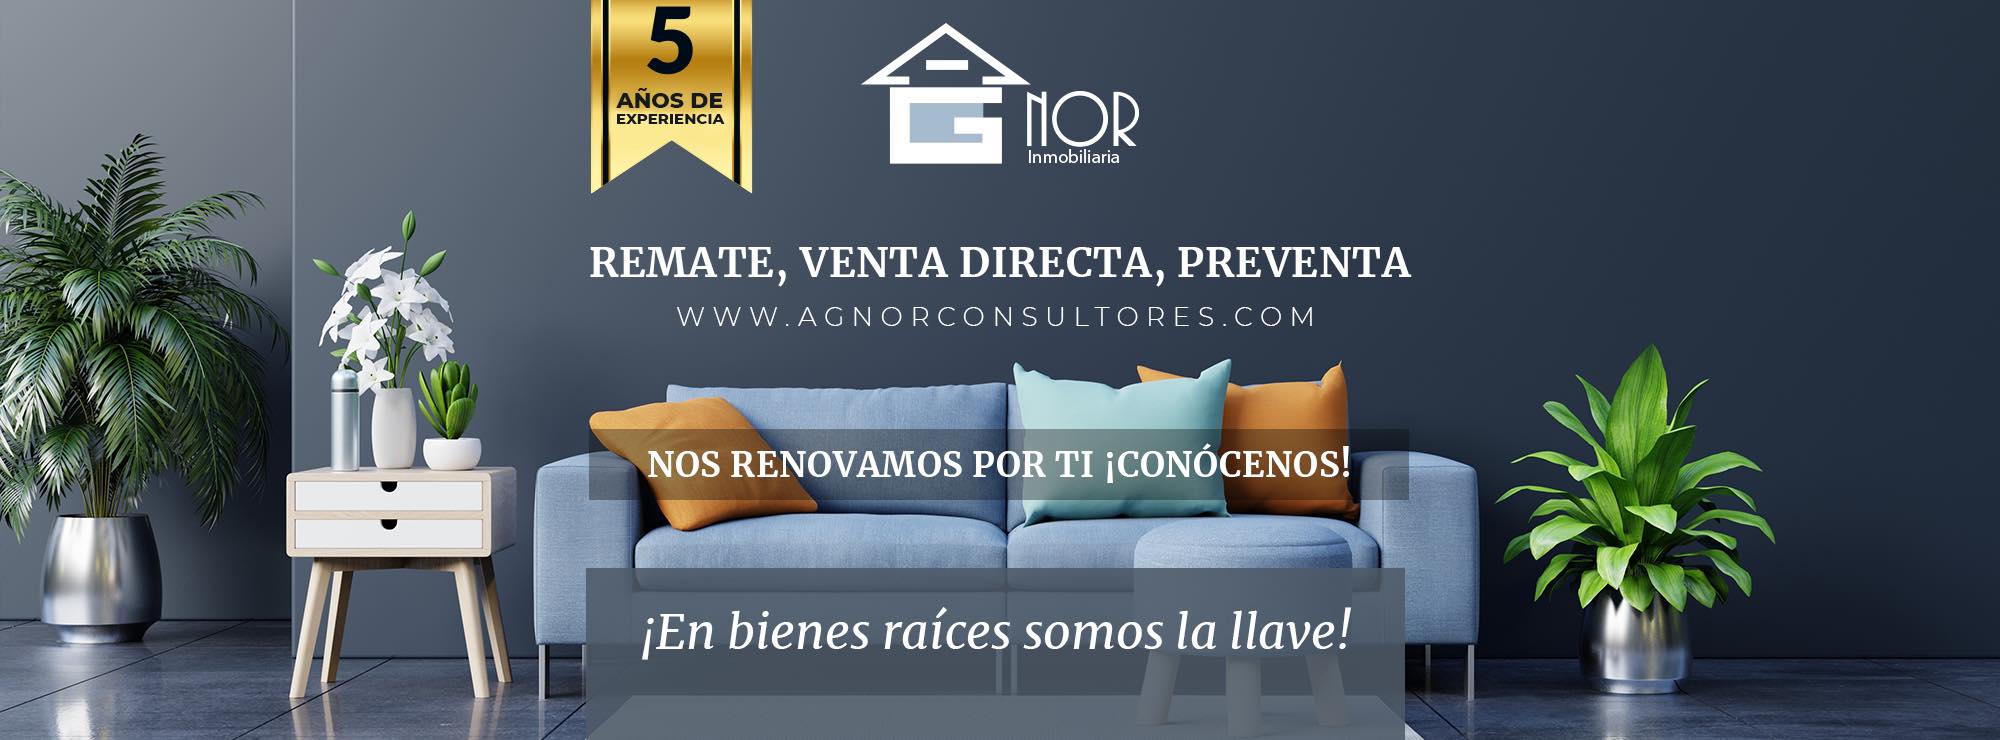 5
AÑOS DE
EXPERIENCIA
AGNOR
Inmobiliaria
REMATE, VENTA DIRECTA, PREVENTA
WWW.AGNORCONSULTORES.COM
NOS RENOVAMOS POR TI ¡CONÓCENOS!
¡En bienes raíces somos la llave!